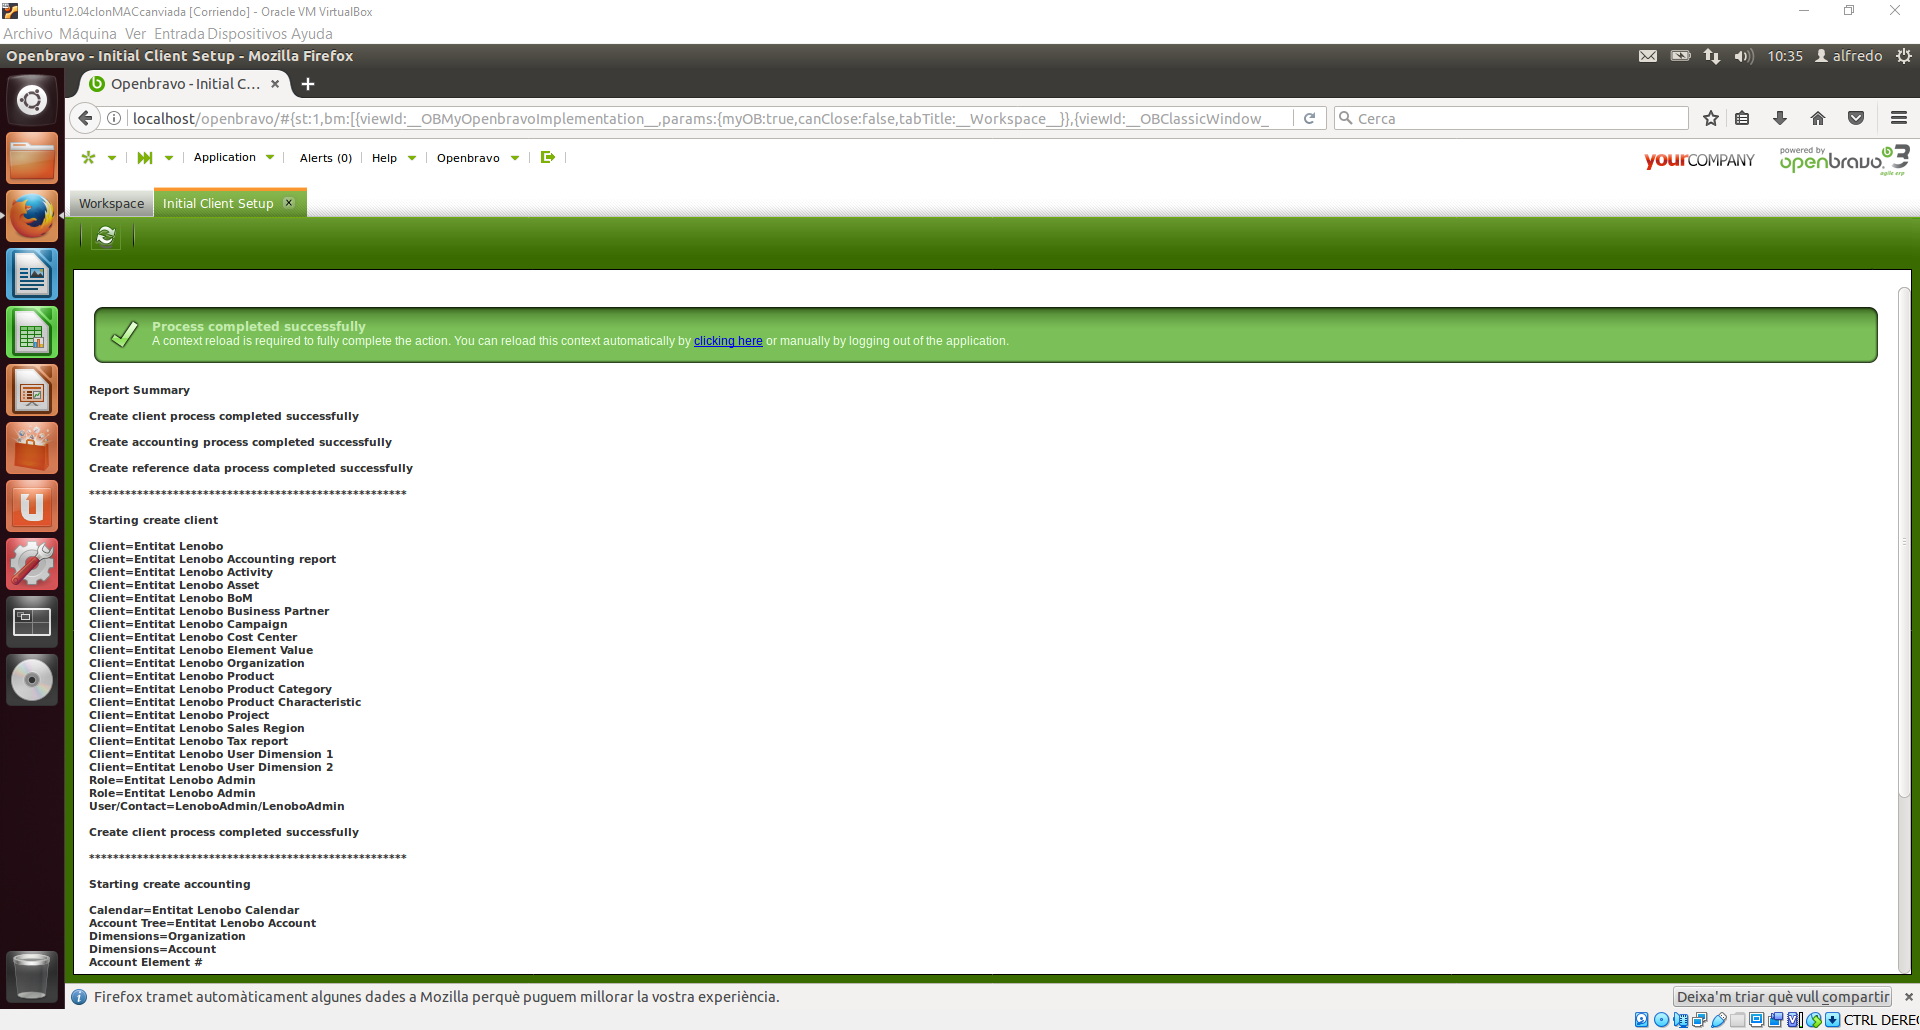 ubuntu12.04clonMACcanviada [Corriendo] - Oracle VM VirtualBox
Archivo Máquina Ver Entrada Dispositivos Ayuda
Openbravo - Initial Client Setup - Mozilla Firefox
10:35 alfredo
Openbravo - Initial C...
localhost/openbravo/#{st:1,bm:[{viewId:__OBMyOpenbravoImplementation__,params:{myOB:true,canClose:false,tabTitle:__Workspace__}},{viewId:__OBClassicWindow_
Cerca
Application Alerts (0) Help Openbravo
yourCOMPANY
powered by
openbravo 3
agile erp
Workspace Initial Client Setup
Process completed successfully
A context reload is required to fully complete the action. You can reload this context automatically by clicking here or manually by logging out of the application.
Report Summary
Create client process completed successfully
Create accounting process completed successfully
Create reference data process completed successfully
*****************************************************
Starting create client
Client=Entitat Lenobo
Client=Entitat Lenobo Accounting report
Client=Entitat Lenobo Activity
Client=Entitat Lenobo Asset
Client=Entitat Lenobo BoM
Client=Entitat Lenobo Business Partner
Client=Entitat Lenobo Campaign
Client=Entitat Lenobo Cost Center
Client=Entitat Lenobo Element Value
Client=Entitat Lenobo Organization
Client=Entitat Lenobo Product
Client=Entitat Lenobo Product Category
Client=Entitat Lenobo Product Characteristic
Client=Entitat Lenobo Project
Client=Entitat Lenobo Sales Region
Client=Entitat Lenobo Tax report
Client=Entitat Lenobo User Dimension 1
Client=Entitat Lenobo User Dimension 2
Role=Entitat Lenobo Admin
Role=Entitat Lenobo Admin
User/Contact=LenoboAdmin/LenoboAdmin
Create client process completed successfully
*****************************************************
Starting create accounting
Calendar=Entitat Lenobo Calendar
Account Tree=Entitat Lenobo Account
Dimensions=Organization
Dimensions=Account
Account Element #
Firefox tramet automàticament algunes dades a Mozilla perquè puguem millorar la vostra experiència.
Deixa'm triar què vull compartir
CTRL DEREC